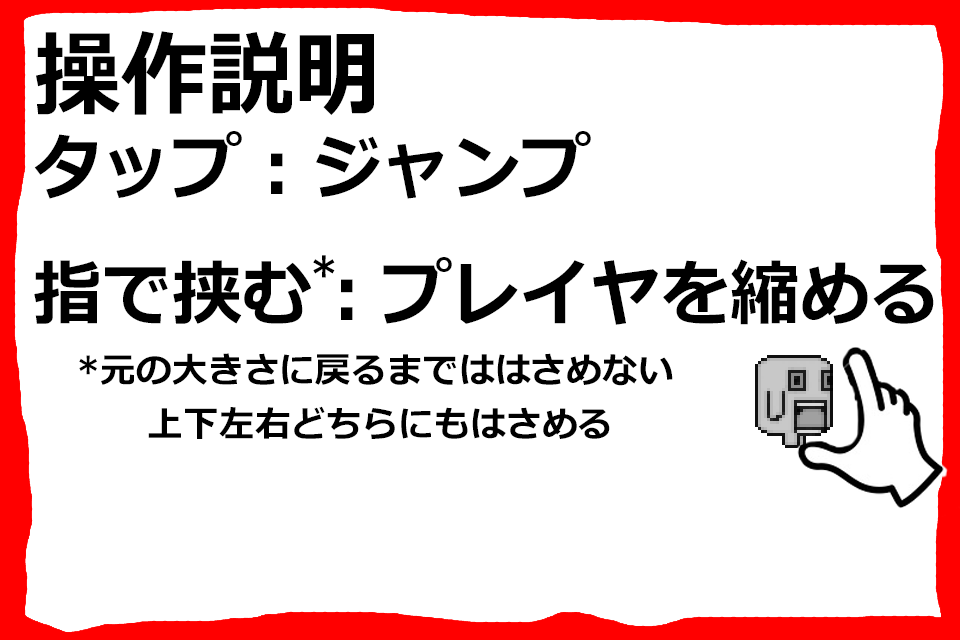 操作説明
タップ：ジャンプ
指で挟む*：プレイヤを縮める
*元の大きさに戻るまでははさめない
上下左右どちらにもはさめる